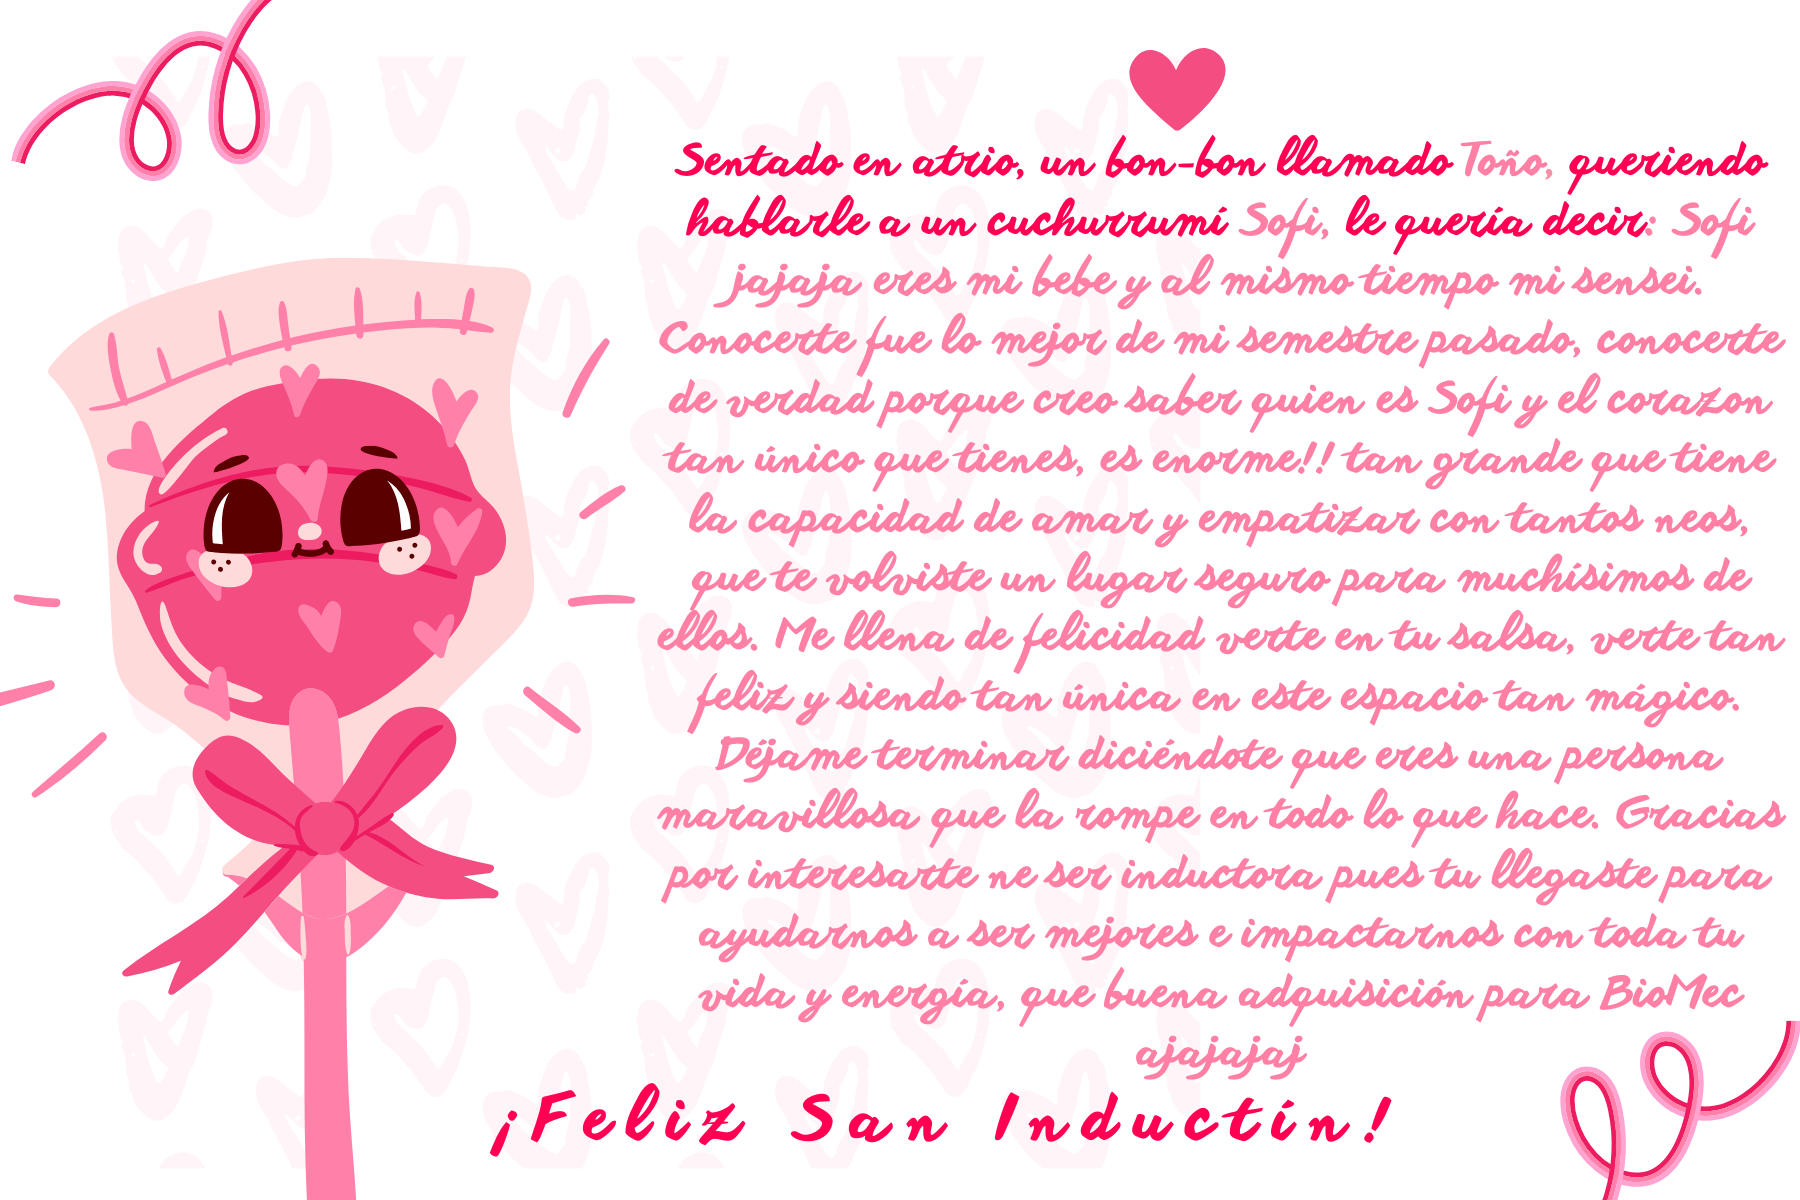 Sentado en atrio, un bon-bon llamado Toño, queriendo
hablarle a un cuchurrumí Sofi, le quería decir: Sofi
jajaja eres mi bebe y al mismo tiempo mi sensei.
Conocerte fue lo mejor de mi semestre pasado, conocerte
de verdad porque creo saber quien es Sofi y el corazon
tan único que tienes, es enorme!! tan grande que tiene
la capacidad de amar y empatizar con tantos neos,
que te volviste un lugar seguro para muchísimos de
ellos. Me llena de felicidad verte en tu salsa, verte tan
feliz y siendo tan única en este espacio tan mágico.
Déjame terminar diciéndote que eres una persona
maravillosa que la rompe en todo lo que hace. Gracias
por interesarte ne ser inductora pues tu llegaste para
ayudarnos a ser mejores e impactarnos con toda tu
vida y energía, que buena adquisición para BioMec
ajajajaj
¡Feliz San Inductín!